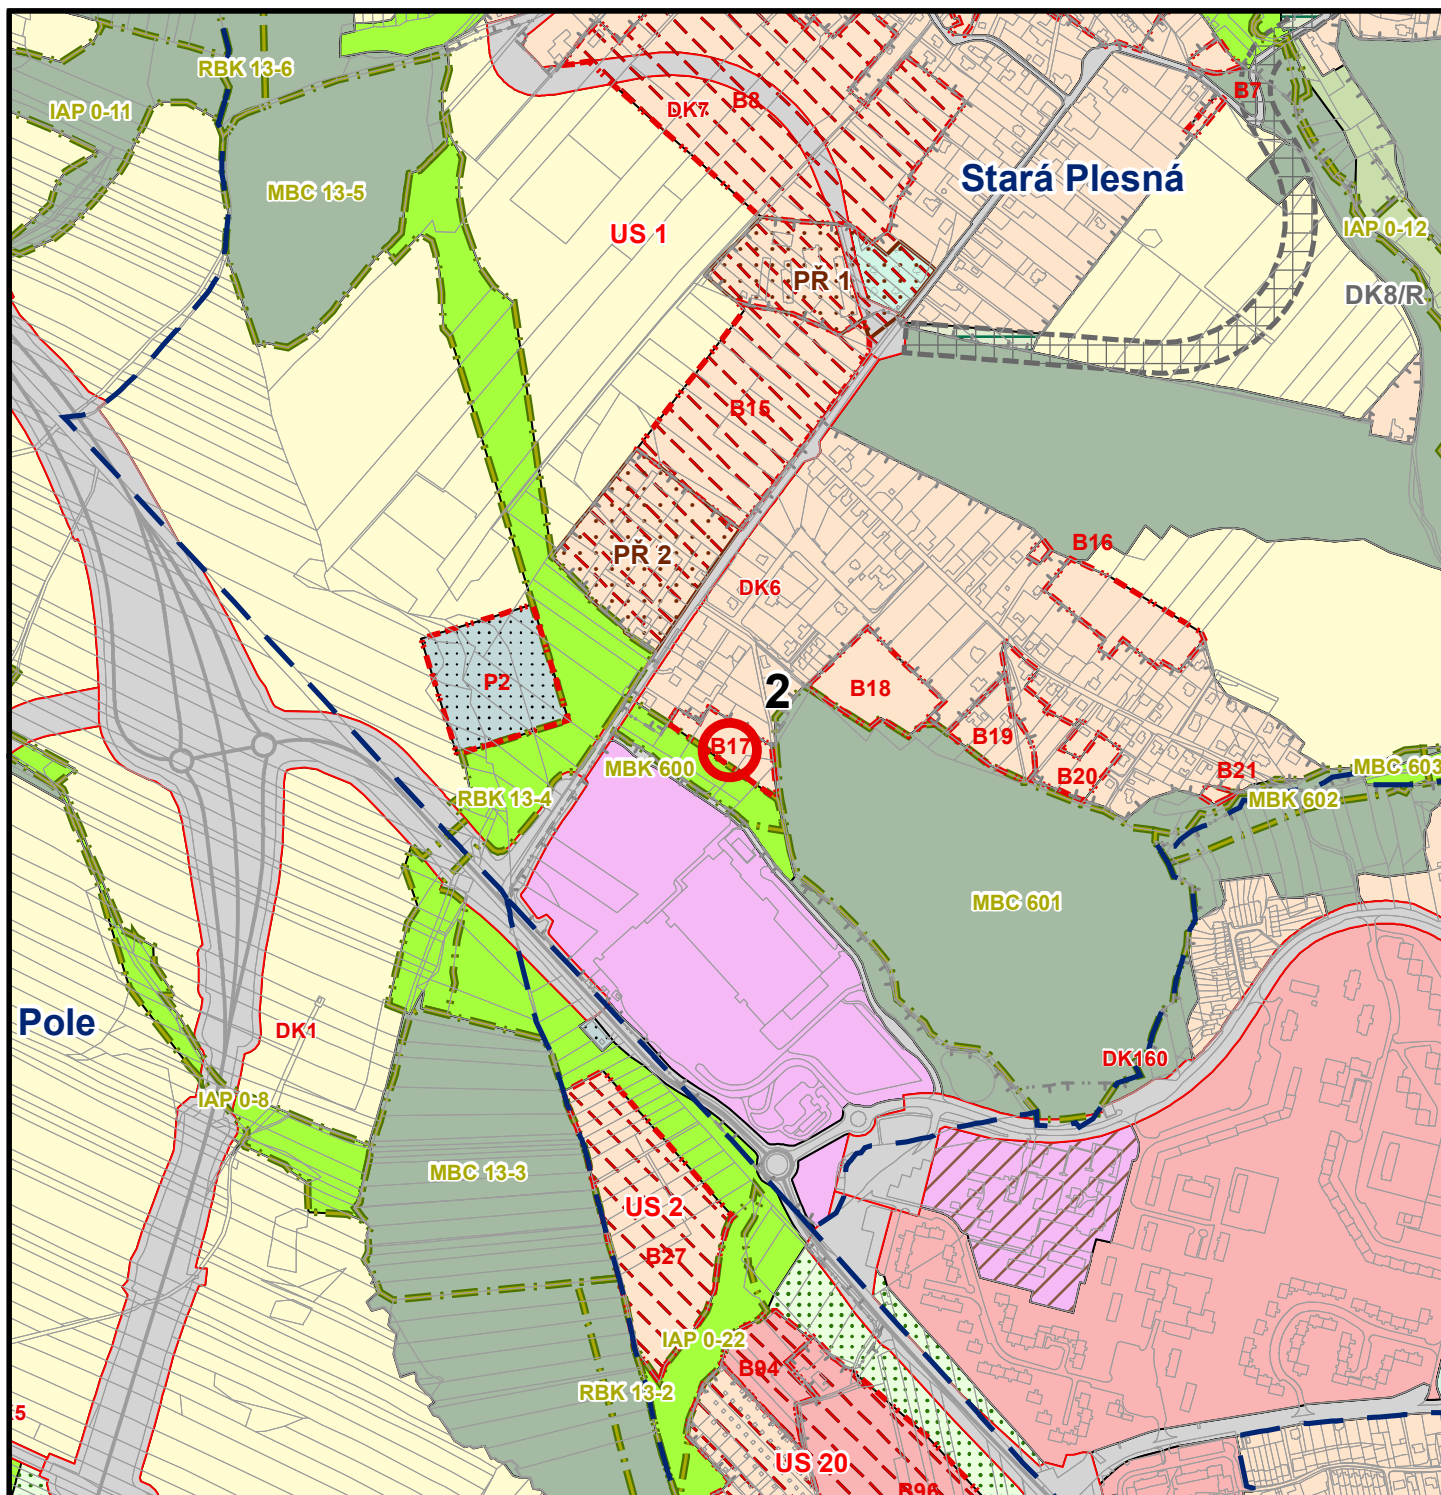 RBK 13-6
IAP 0-11
MBC 13-5
DK7
B8
B7
Stará Plesná
US 1
IAP 0-12
PŘ 1
DK8/R
B15
PŘ 2
B16
DK6
P2
2
B18
B17
B19
MBK 600
B20
B21
MBC 603
RBK 13-4
MBK 602
MBC 601
Pole
DK1
DK160
IAP 0-8
MBC 13-3
US 2
B27
IAP 0-22
B94
RBK 13-2
US 20
B96